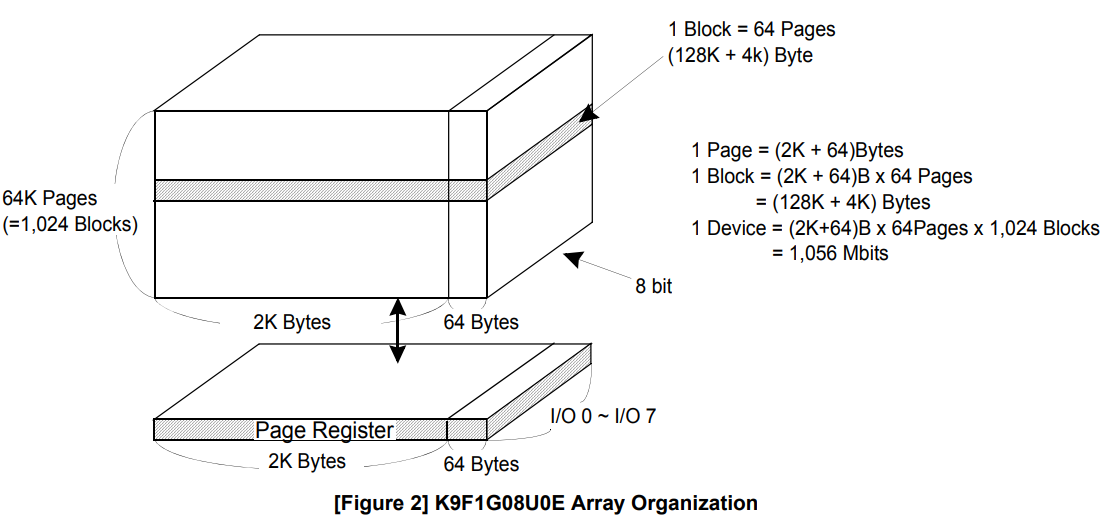 1 Block = 64 Pages
(128K + 4k) Byte
1 Page = (2K + 64)Bytes
1 Block = (2K + 64)B x 64 Pages
= (128K + 4K) Bytes
1 Device = (2K+64)B x 64Pages x 1,024 Blocks
= 1,056 Mbits
64K Pages
(=1,024 Blocks)
8 bit
2K Bytes
64 Bytes
I/O 0 ~ I/O 7
Page Register
2K Bytes
64 Bytes
[Figure 2] K9F1G08U0E Array Organization